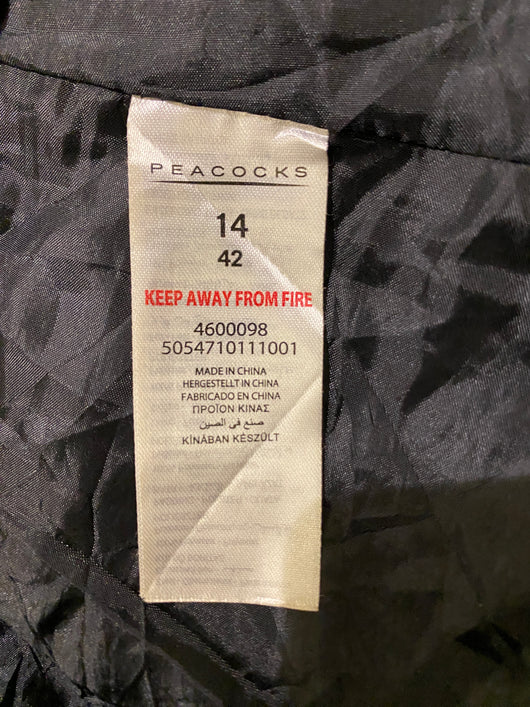 PEACOCKS
14
42
KEEP AWAY FROM FIRE
4600098
5054710111001
MADE IN CHINA
HERGESTELLT IN CHINA
FABRICADO EN CHINA
ΠΡΟΪΟΝ ΚΙΝΑΣ
صنع في الصين
KÍNÁBAN KÉSZÜLT